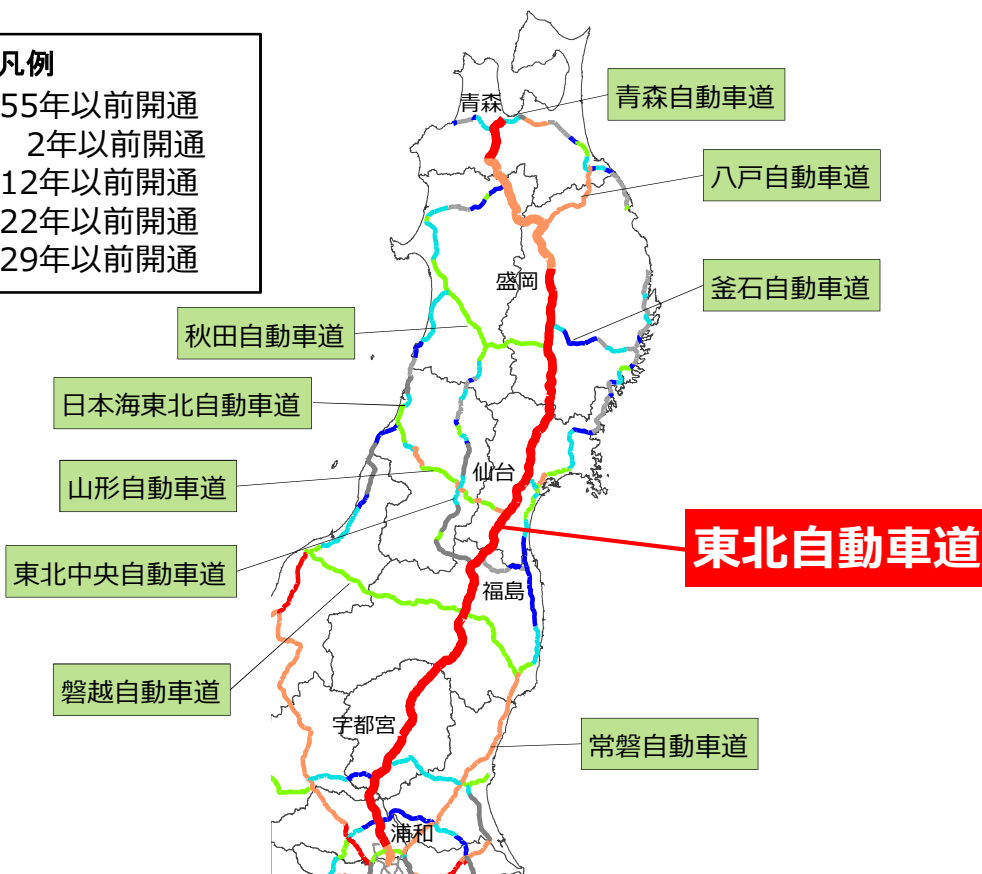 凡例
55年以前開通
2年以前開通
12年以前開通
22年以前開通
29年以前開通
青森
青森自動車道
八戸自動車道
盛岡
釜石自動車道
秋田自動車道
日本海東北自動車道
山形自動車道
仙台
東北自動車道
東北中央自動車道
福島
磐越自動車道
宇都宮
常磐自動車道
浦和